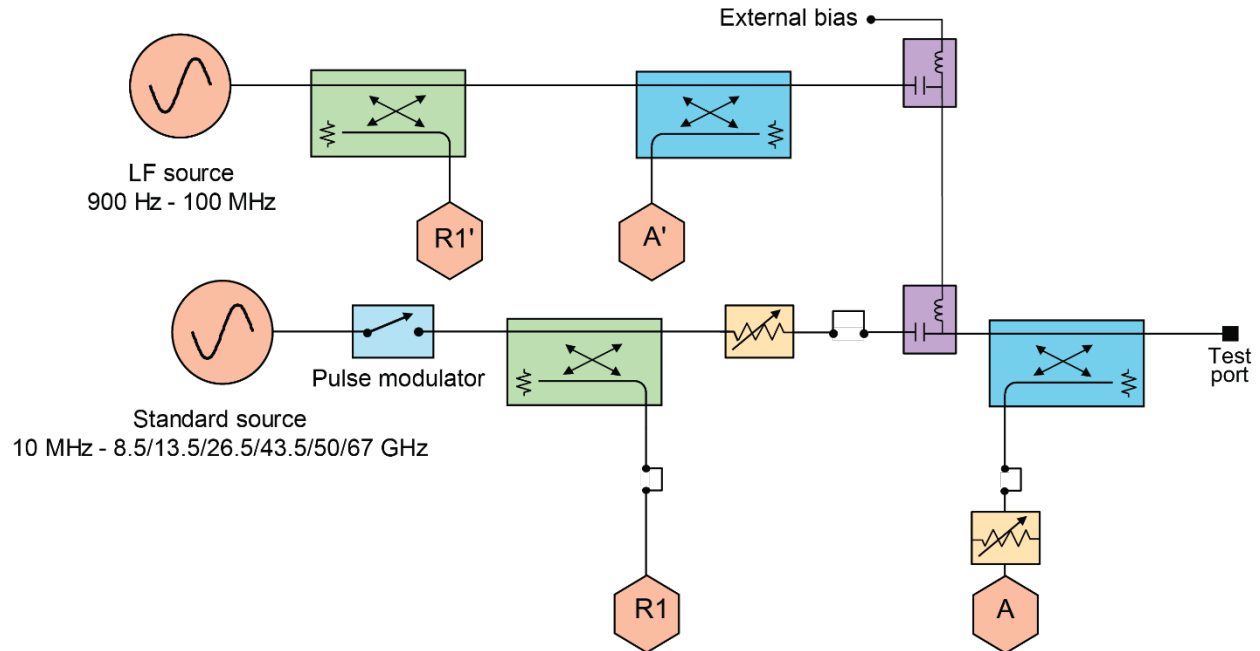 External bias
LF source
900 Hz - 100 MHz
R1'
A'
Pulse modulator
Standard source
10 MHz - 8.5/13.5/26.5/43.5/50/67 GHz
Test
port
R1
A